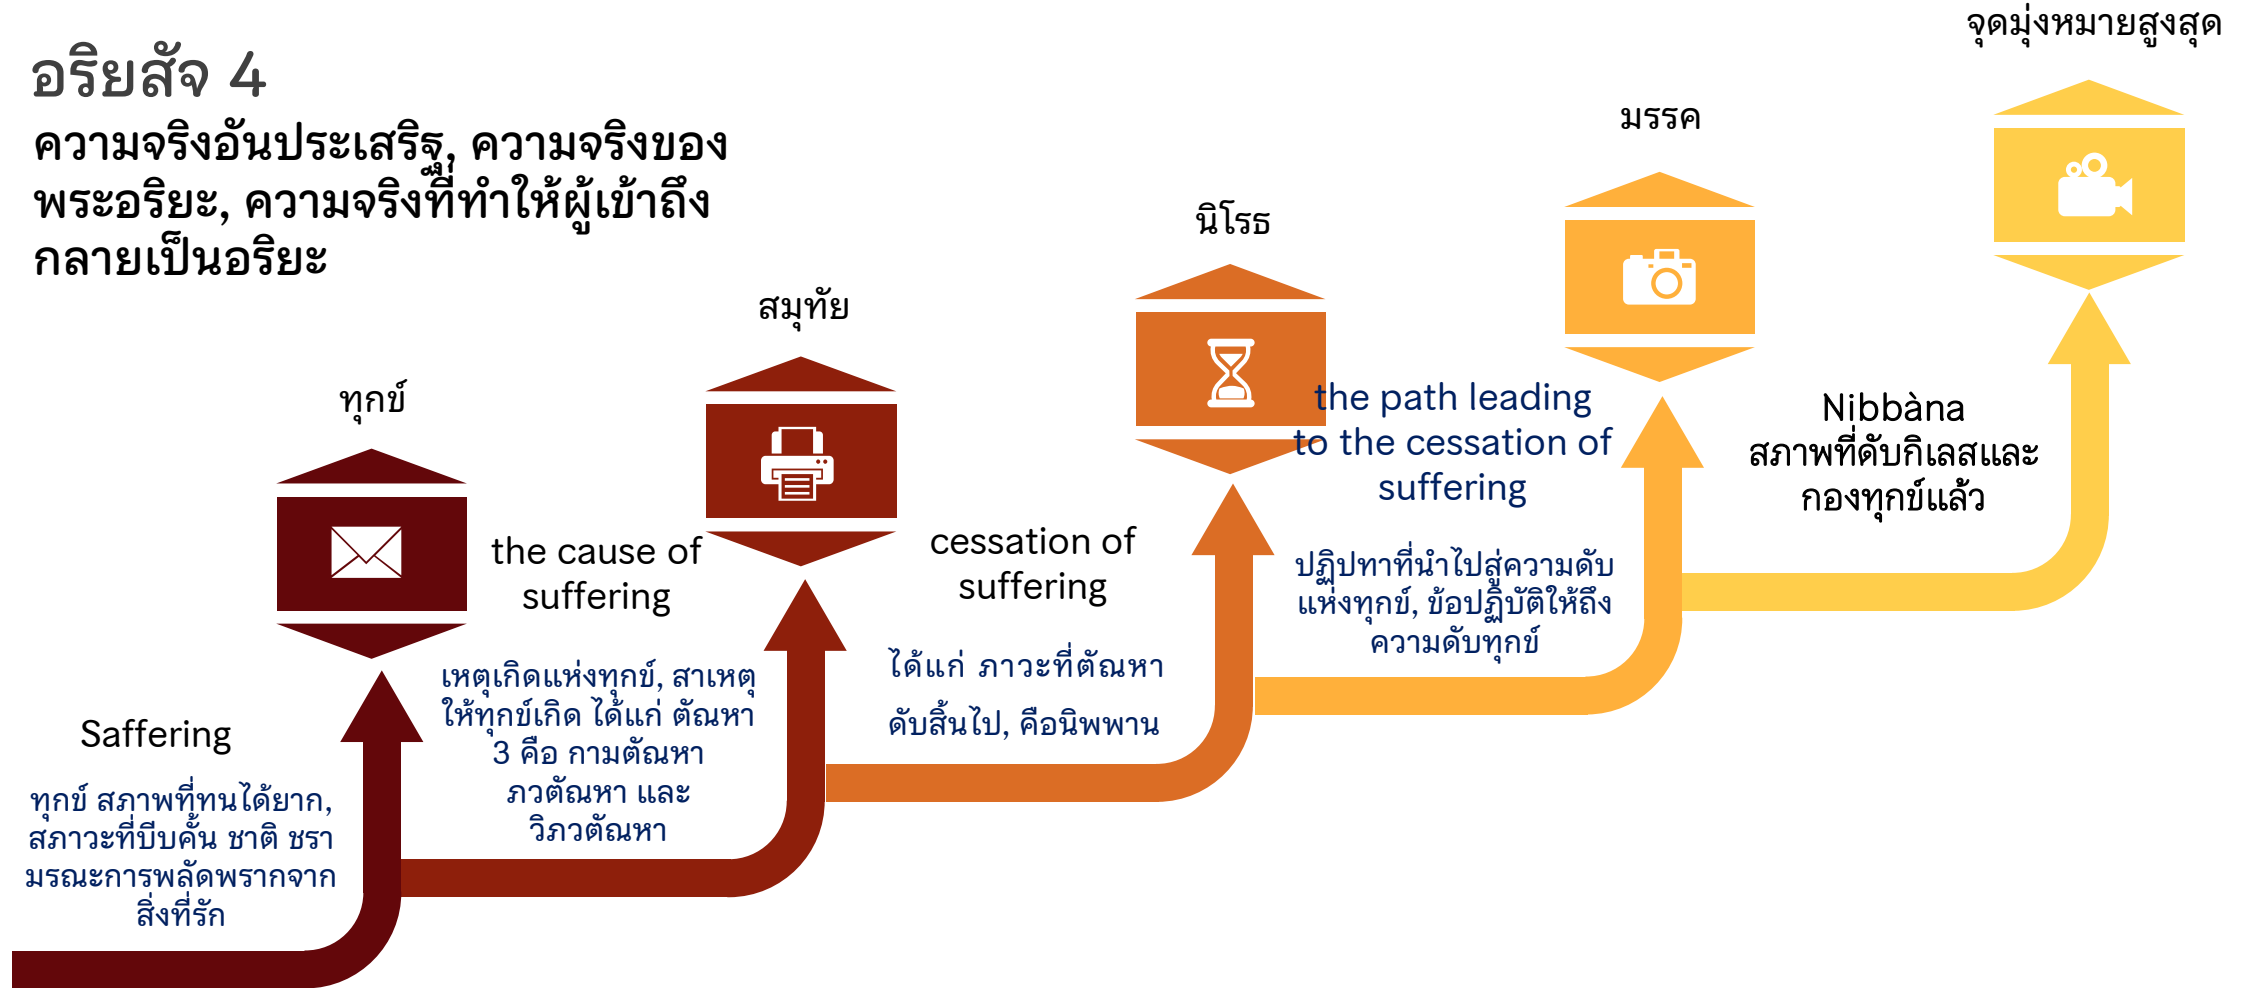 อริยสัจ 4
ความจริงอันประเสริฐ, ความจริงของ
พระอริยะ, ความจริงที่ทำให้ผู้เข้าถึง
กลายเป็นอริยะ
ทุกข์
Saffering
ทุกข์ สภาพที่ทนได้ยาก,
สภาวะที่บีบคั้น ชาติ ชรา
มรณะการพลัดพรากจาก
สิ่งที่รัก
สมุทัย
the cause of
suffering
เหตุเกิดแห่งทุกข์, สาเหตุ
ให้ทุกข์เกิด ได้แก่ ตัณหา
3 คือ กามตัณหา
ภวตัณหา และ
วิภวตัณหา
นิโรธ
cessation of
suffering
ได้แก่ ภาวะที่ตัณหา
ดับสิ้นไป, คือนิพพาน
มรรค
the path leading
to the cessation of
suffering
ปฏิปทาที่นำไปสู่ความดับ
แห่งทุกข์, ข้อปฏิบัติให้ถึง
ความดับทุกข์
จุดมุ่งหมายสูงสุด
Nibbàna
สภาพที่ดับกิเลสและ
กองทุกข์แล้ว